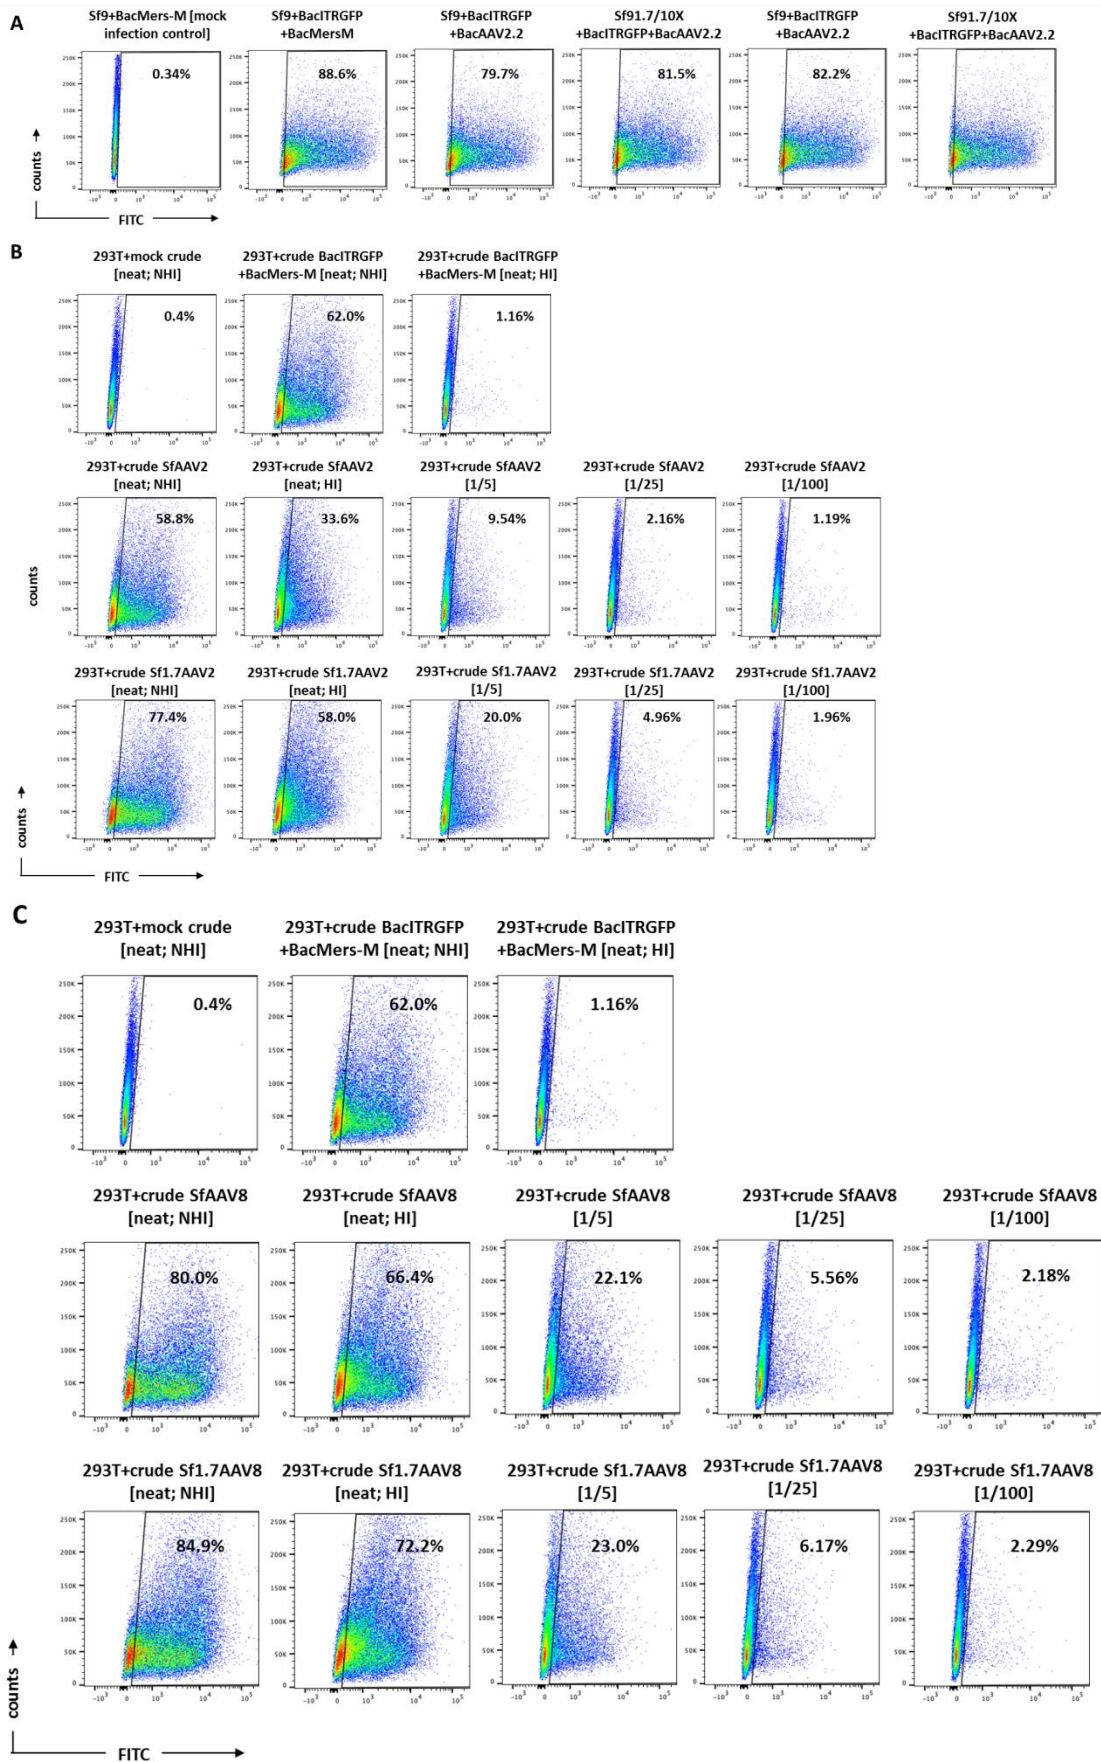 A
Sf9+BacMers-M [mock
infection control]
Sf9+BacITRGFP
+BacMersM
Sf9+BacITRGFP
+BacAAV2.2
Sf91.7/10X
+BacITRGFP+BacAAV2.2
Sf9+BacITRGFP
+BacAAV2.2
Sf91.7/10X
+BacITRGFP+BacAAV2.2
0.34%
88.6%
79.7%
81.5%
82.2%
counts
FITC
B
293T+mock crude
[neat; NHI]
293T+crude BacITRGFP
+BacMers-M [neat; NHI]
293T+crude BacITRGFP
+BacMers-M [neat; HI]
0.4%
62.0%
1.16%
293T+crude SfAAV2
[neat; NHI]
293T+crude SfAAV2
[neat; HI]
293T+crude SfAAV2
[1/5]
293T+crude SfAAV2
[1/25]
293T+crude SfAAV2
[1/100]
58.8%
33.6%
9.54%
2.16%
1.19%
counts
293T+crude Sf1.7AAV2
[neat; NHI]
293T+crude Sf1.7AAV2
[neat; HI]
293T+crude Sf1.7AAV2
[1/5]
293T+crude Sf1.7AAV2
[1/25]
293T+crude Sf1.7AAV2
[1/100]
77.4%
58.0%
20.0%
4.96%
1.96%
counts
FITC
C
293T+mock crude
[neat; NHI]
293T+crude BacITRGFP
+BacMers-M [neat; NHI]
293T+crude BacITRGFP
+BacMers-M [neat; HI]
0.4%
62.0%
1.16%
293T+crude SfAAV8
[neat; NHI]
293T+crude SfAAV8
[neat; HI]
293T+crude SfAAV8
[1/5]
293T+crude SfAAV8
[1/25]
293T+crude SfAAV8
[1/100]
80.0%
66.4%
22.1%
5.56%
2.18%
293T+crude Sf1.7AAV8
[neat; NHI]
293T+crude Sf1.7AAV8
[neat; HI]
293T+crude Sf1.7AAV8
[1/5]
293T+crude Sf1.7AAV8
[1/25]
293T+crude Sf1.7AAV8
[1/100]
84.9%
72.2%
23.0%
6.17%
2.29%
counts
FITC